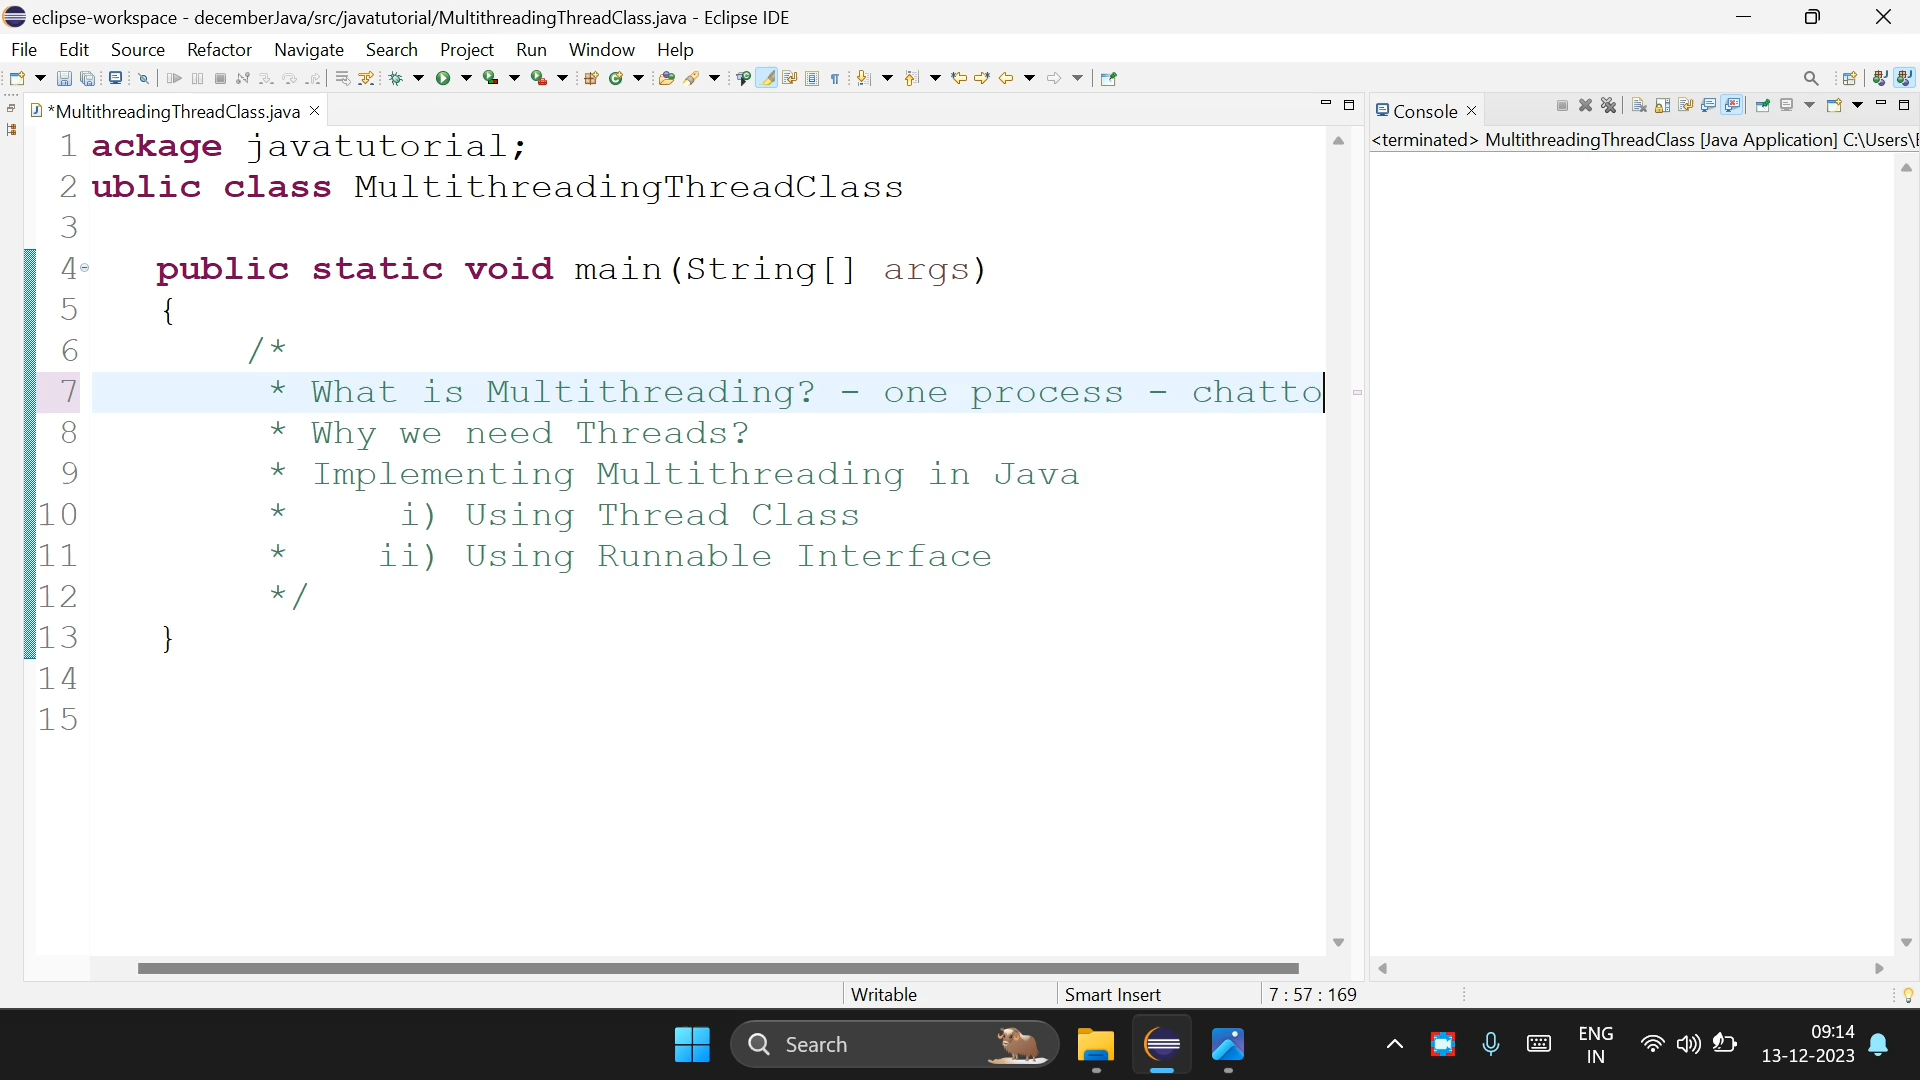 eclipse-workspace - decemberJava/src/javatutorial/MultithreadingThreadClass.java - Eclipse IDE
File Edit Source Refactor Navigate Search Project Run Window Help
*MultithreadingThreadClass.java
Console
<terminated> MultithreadingThreadClass [Java Application] C:\Users\
1 ackage javatutorial;
2 ublic class MultithreadingThreadClass
3
4 public static void main(String[] args)
5 {
6 /*
7 * What is Multithreading? - one process - chatto
8 * Why we need Threads?
9 * Implementing Multithreading in Java
10 * i) Using Thread Class
11 * ii) Using Runnable Interface
12 */
13 }
14
15
Writable Smart Insert 7 : 57 : 169
Search
ENG
IN
09:14
13-12-2023